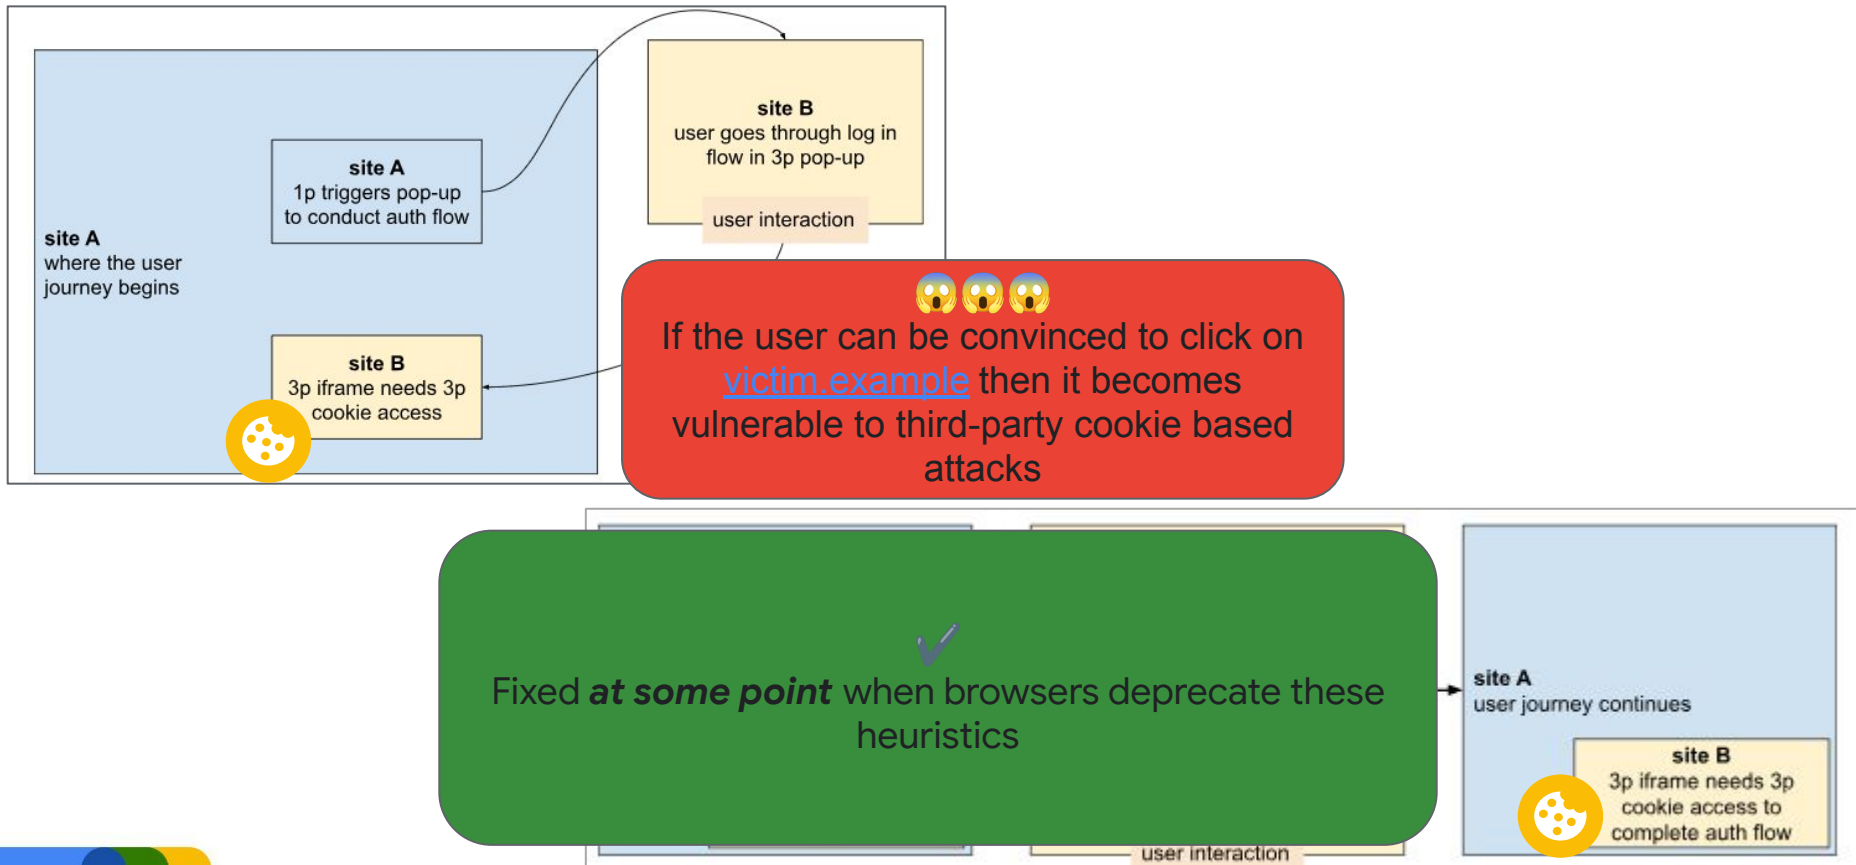 site A
where the user
journey begins
site A
1p triggers pop-up
to conduct auth flow
site B
user goes through log in
flow in 3p pop-up
user interaction
site B
3p iframe needs 3p
cookie access
If the user can be convinced to click on
victim.example then it becomes
vulnerable to third-party cookie based
attacks
Fixed at some point when browsers deprecate these
heuristics
user interaction
site A
user journey continues
site B
3p iframe needs 3p
cookie access to
complete auth flow